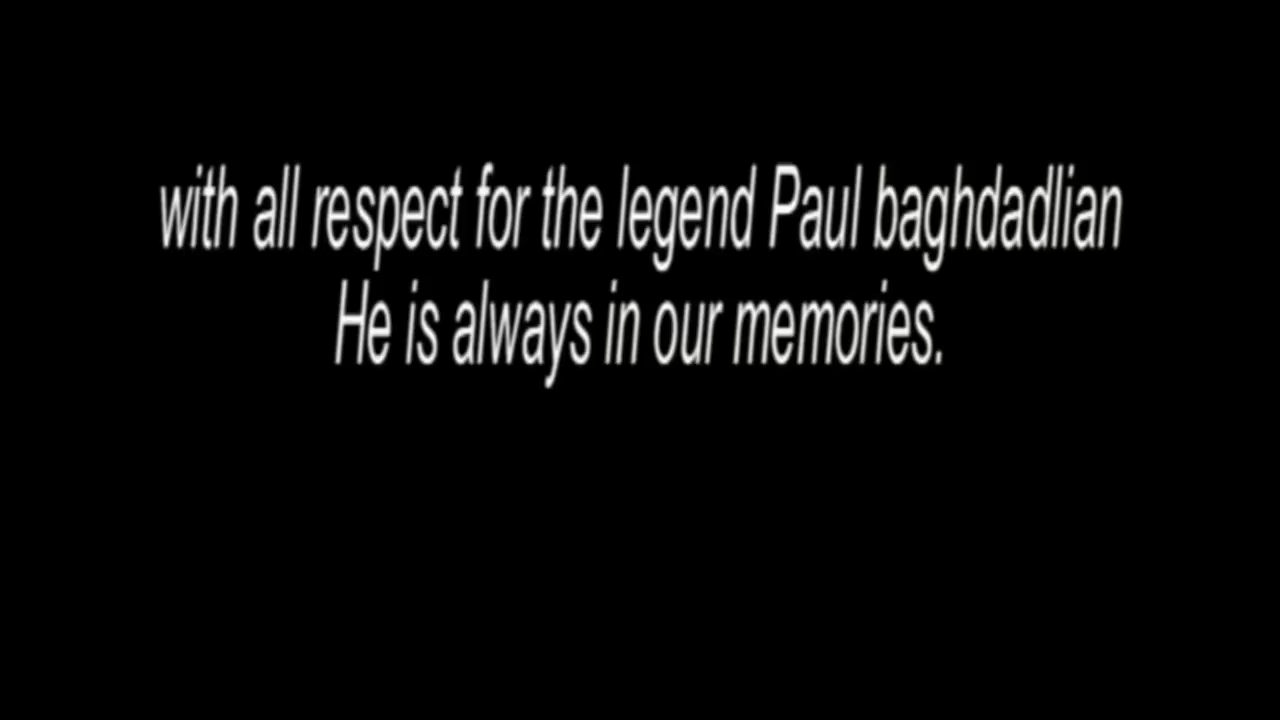 with all respect for the legend Paul baghdadlian
He is always in our memories.